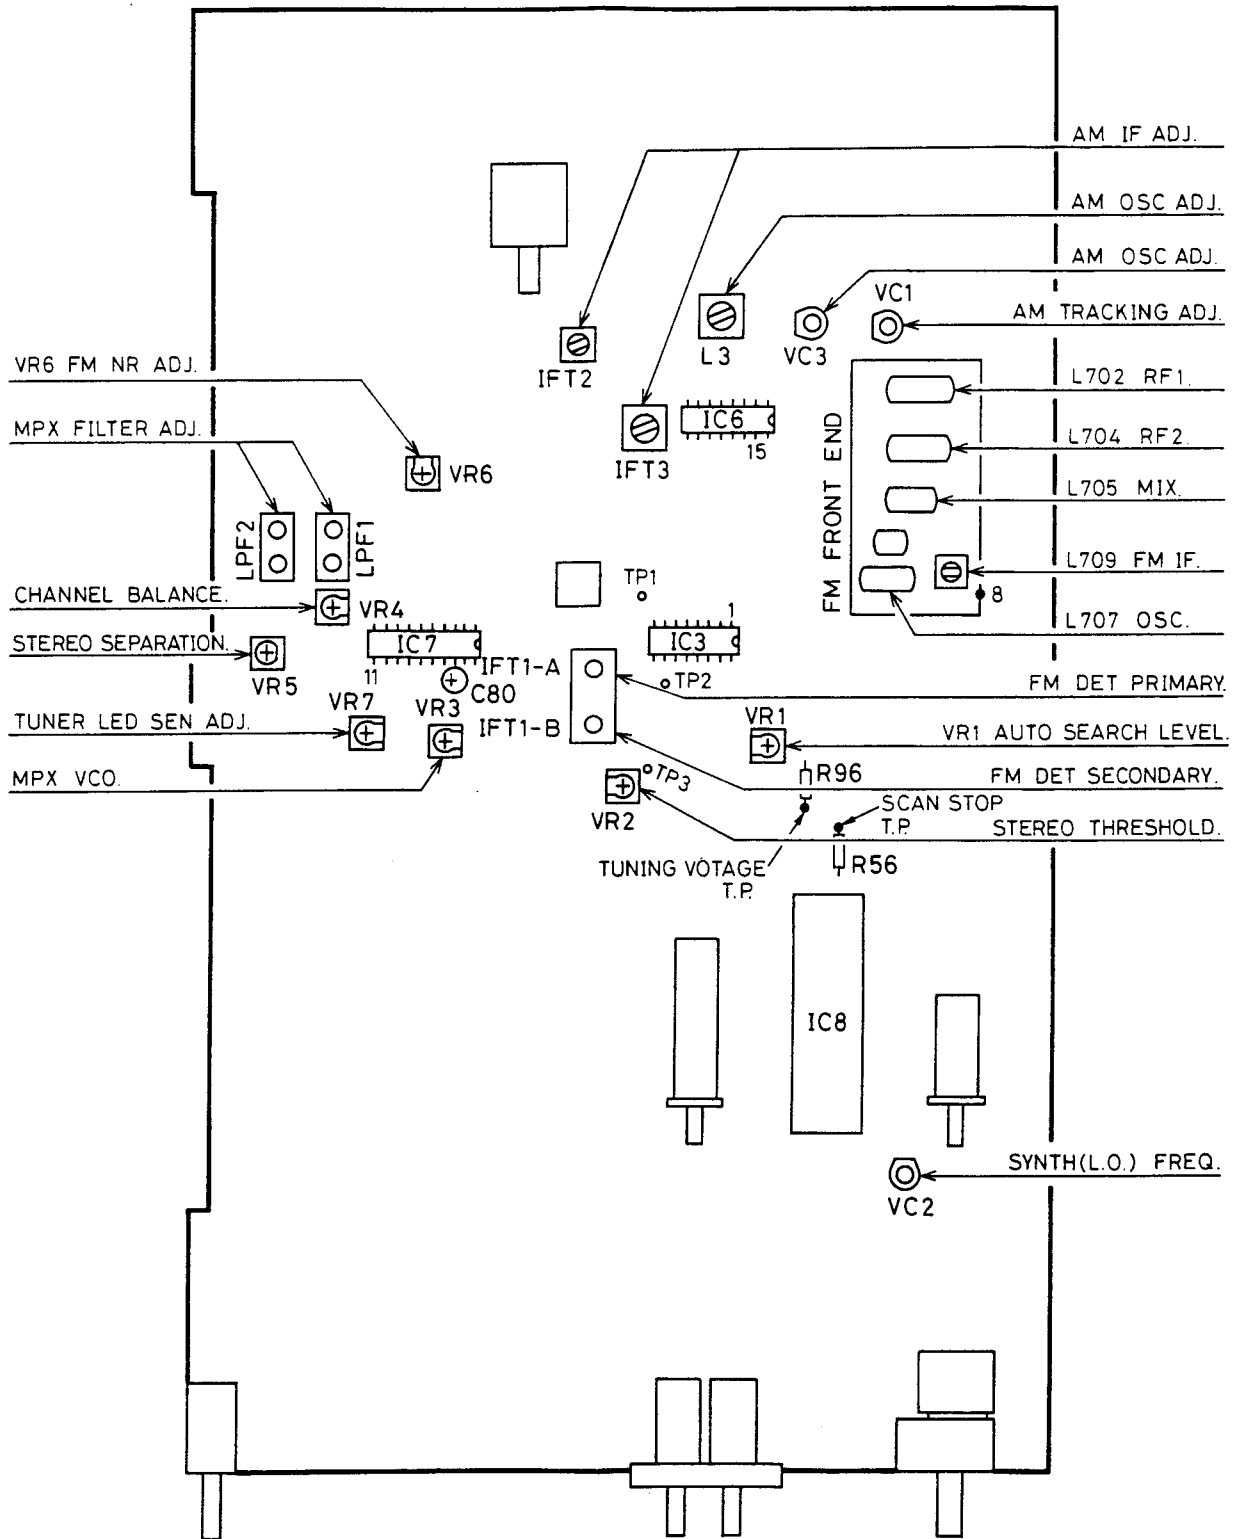 AM IF ADJ.
AM OSC ADJ.
AM OSC ADJ.
VC1
AM TRACKING ADJ.
L3
VC3
IFT2
VR6 FM NR ADJ.
L702 RF1.
MPX FILTER ADJ.
IC6
15
L704 RF2.
VR6
IFT3
FM FRONT END
L705 MIX.
LPF2
LPF1
L709 FM IF.
TP1
8
CHANNEL BALANCE.
VR4
1
L707 OSC.
STEREO SEPARATION.
IC7
IC3
11
IFT1-A
VR5
C80
TP2
FM DET PRIMARY.
VR7
VR3
TUNER LED SEN ADJ.
IFT1-B
VR1
VR1 AUTO SEARCH LEVEL.
MPX VCO.
TP3
R96
FM DET SECONDARY.
VR2
SCAN STOP
T.P.
STEREO THRESHOLD.
TUNING VOTAGE
T.P.
R56
IC8
SYNTH(L.O.) FREQ.
VC2